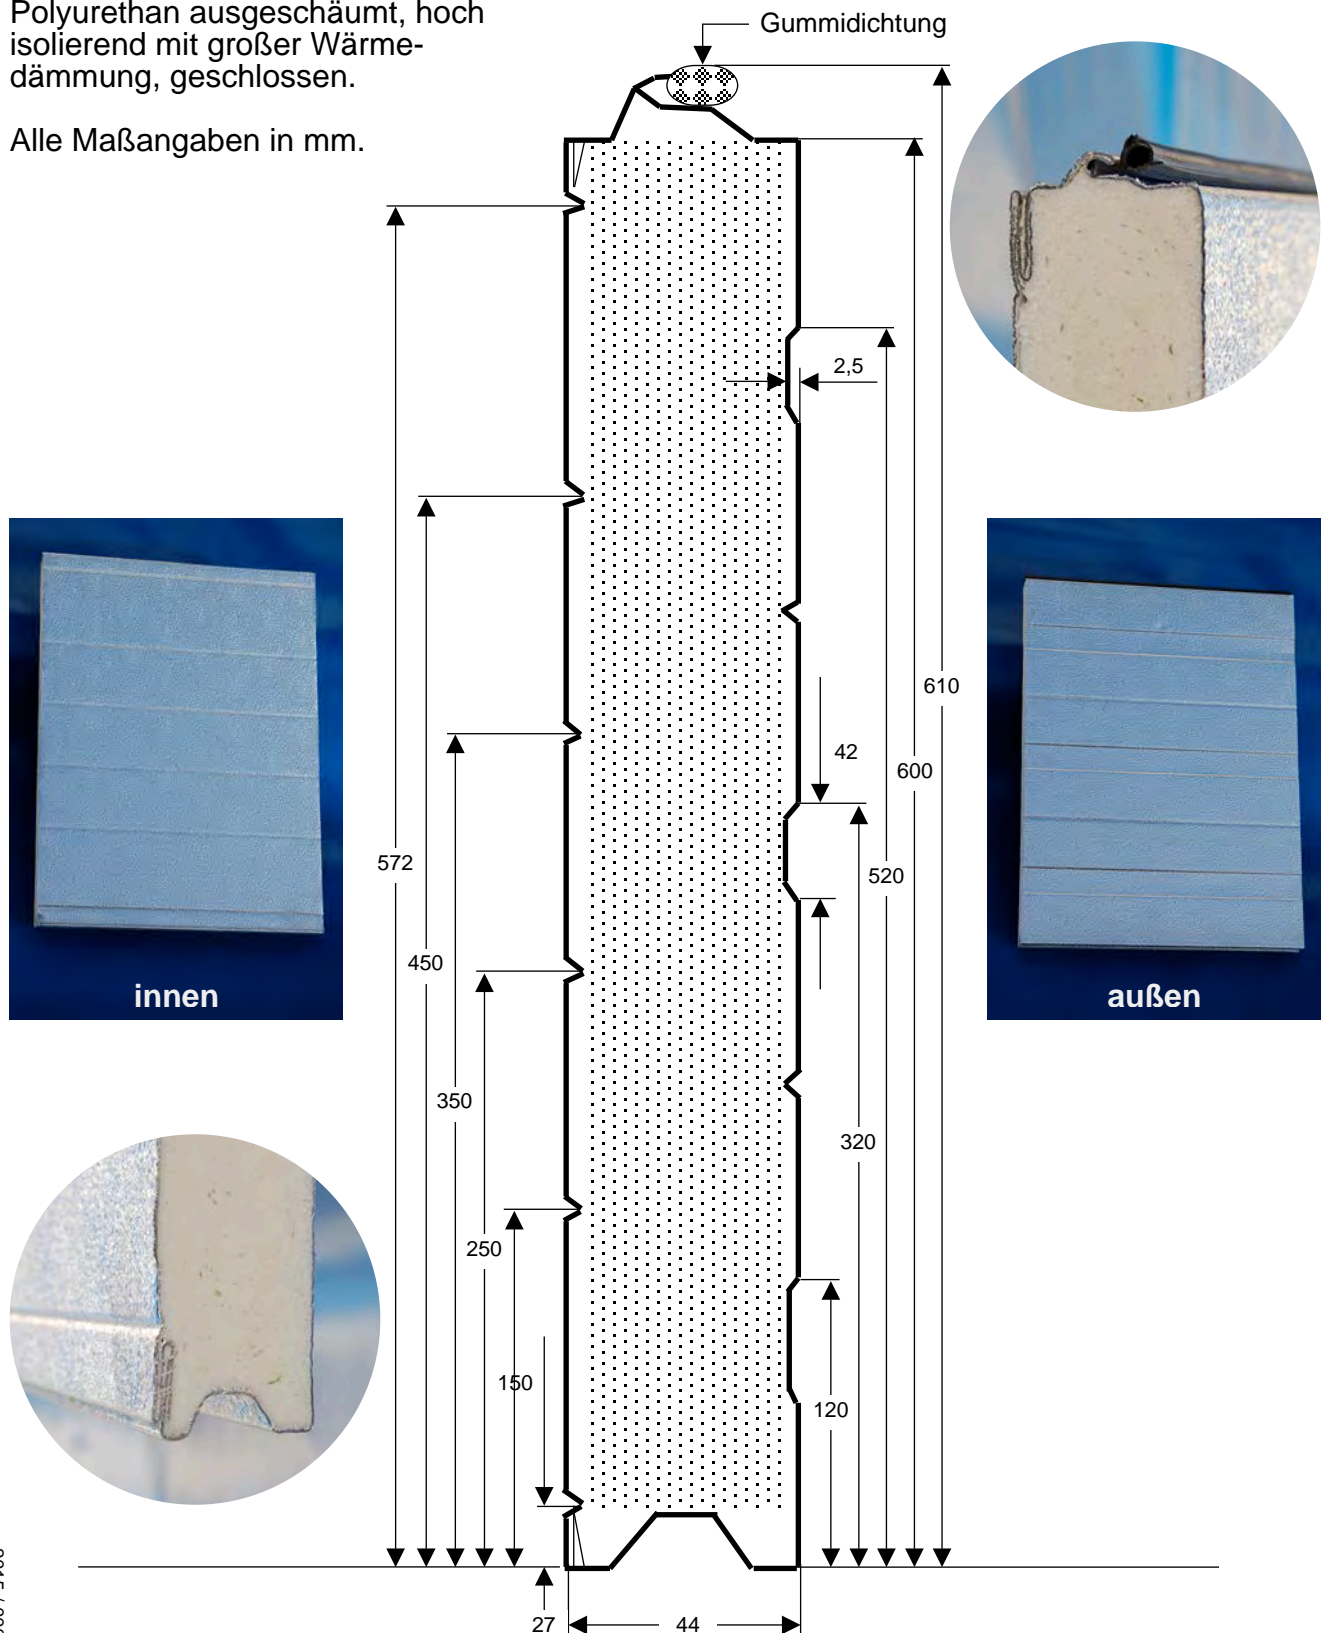 Polyurethan ausgeschäumt, hoch
isolierend mit großer Wärme-
dämmung, geschlossen.
Alle Maßangaben in mm.
Gummidichtung
2,5
610
42
600
572
520
450
innen
außen
350
320
250
150
120
27
44